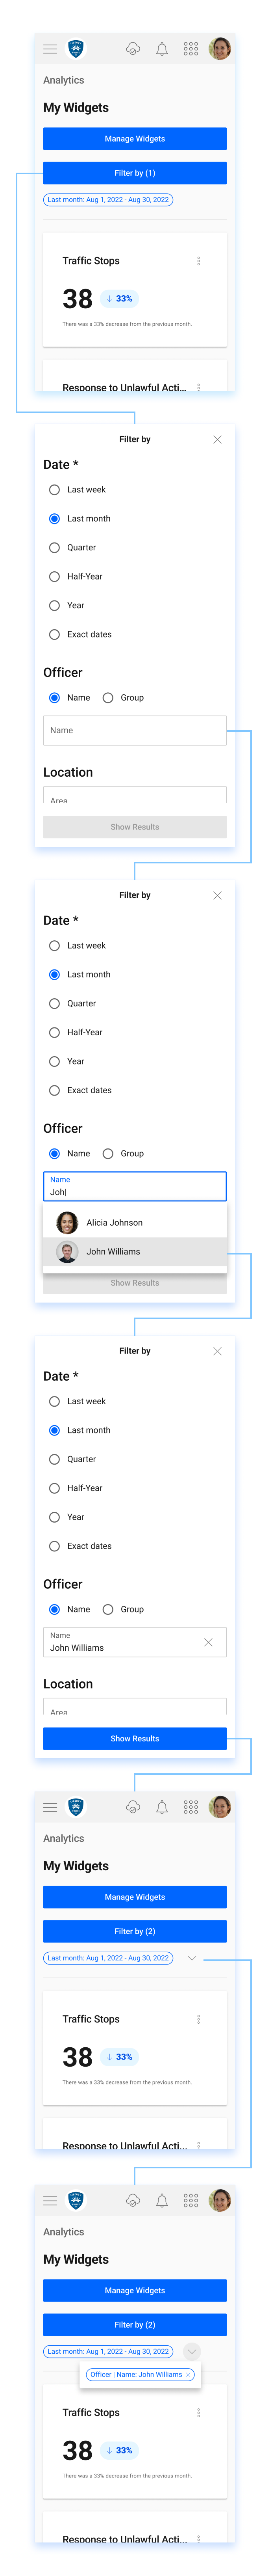 Analytics
My Widgets
Manage Widgets
Filter by (1)
Last month: Aug 1, 2022 - Aug 30, 2022
Traffic Stops
38 ↓ 33%
There was a 33% decrease from the previous month.
Response to Unlawful Acti...
Filter by
Date *
Last week
Last month
Quarter
Half-Year
Year
Exact dates
Officer
Name Group
Name
Location
Area
Show Results
Filter by
Date *
Last week
Last month
Quarter
Half-Year
Year
Exact dates
Officer
Name Group
Name
Joh
Alicia Johnson
John Williams
Show Results
Filter by
Date *
Last week
Last month
Quarter
Half-Year
Year
Exact dates
Officer
Name Group
Name
John Williams
Location
Area
Show Results
Analytics
My Widgets
Manage Widgets
Filter by (2)
Last month: Aug 1, 2022 - Aug 30, 2022
Traffic Stops
38 ↓ 33%
There was a 33% decrease from the previous month.
Response to Unlawful Acti...
Analytics
My Widgets
Manage Widgets
Filter by (2)
Last month: Aug 1, 2022 - Aug 30, 2022
Officer | Name: John Williams ×
Traffic Stops
38 ↓ 33%
There was a 33% decrease from the previous month.
Response to Unlawful Acti...